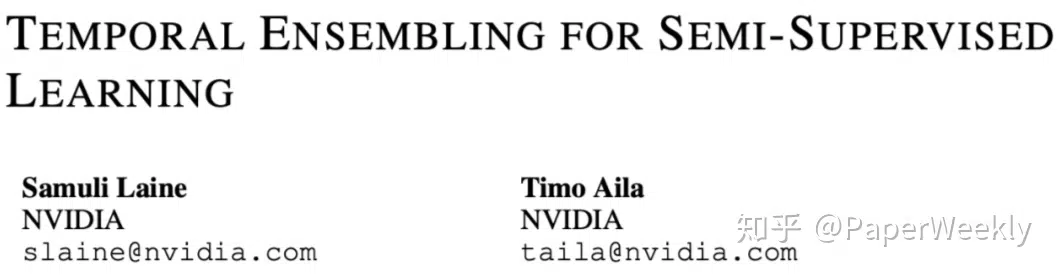 TEMPORAL ENSEMBLING FOR SEMI-SUPERVISED
LEARNING
Samuli Laine
NVIDIA
slaine@nvidia.com
Timo Aila
NVIDIA
taila@nvidia.com
知乎 @PaperWeekly